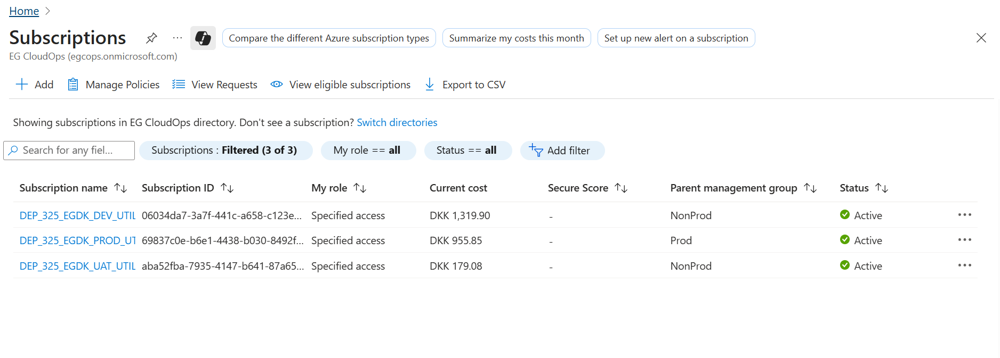 Home
Subscriptions
Compare the different Azure subscription types
Summarize my costs this month
Set up new alert on a subscription
EG CloudOps (egcops.onmicrosoft.com)
Add Manage Policies View Requests View eligible subscriptions Export to CSV
Showing subscriptions in EG CloudOps directory. Don't see a subscription? Switch directories
Search for any fiel... Subscriptions : Filtered (3 of 3) My role == all Status == all Add filter
Subscription name Subscription ID My role Current cost Secure Score Parent management group Status
DEP_325_EGDK_DEV_UTIL 06034da7-3a7f-441c-a658-c123e... Specified access DKK 1,319.90 - NonProd Active
DEP_325_EGDK_PROD_UT 69837c0e-b6e1-4438-b030-8492f... Specified access DKK 955.85 - Prod Active
DEP_325_EGDK_UAT_UTIL aba52fba-7935-4147-b641-87a65... Specified access DKK 179.08 - NonProd Active